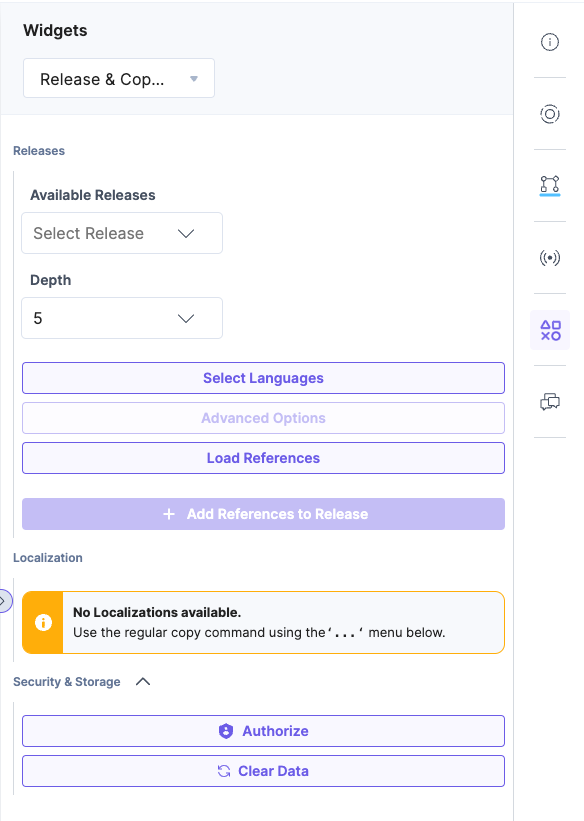 Widgets
Release & Cop...
Releases
Available Releases
Select Release
Depth
5
Select Languages
Advanced Options
Load References
+ Add References to Release
Localization
No Localizations available.
Use the regular copy command using the‘...‘ menu below.
Security & Storage
Authorize
Clear Data